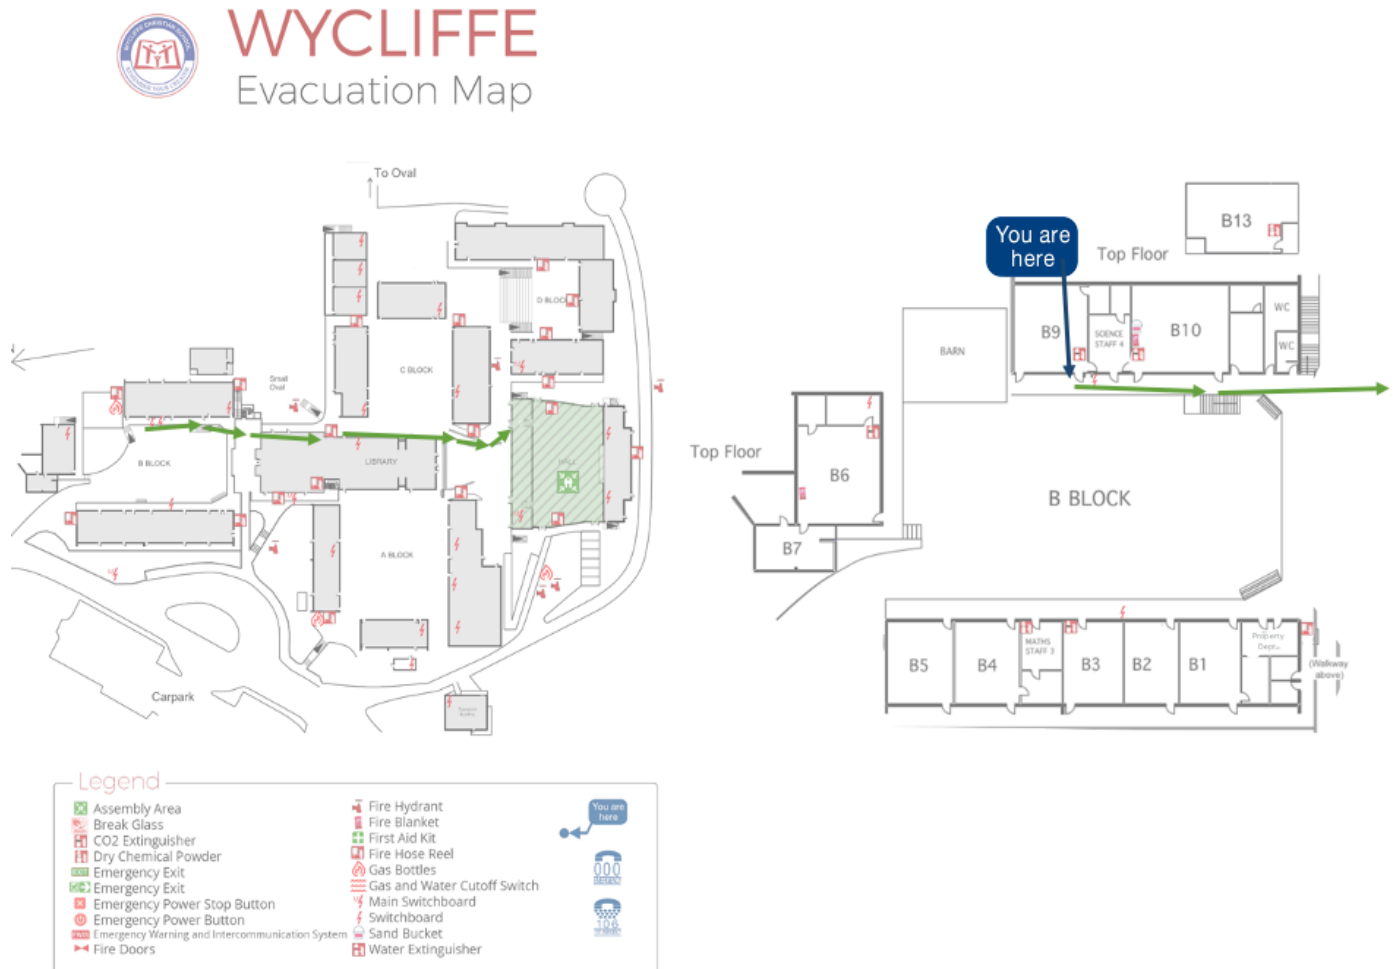 WYCLIFFE CHRISTIAN SCHOOL
WYCLIFFE
Evacuation Map
To Oval
Small
Oval
D BLOCK
C BLOCK
B BLOCK
LIBRARY
HALL
A BLOCK
Carpark
You are
here
Top Floor
B13
B9
SCIENCE
STAFF 4
B10
WC
WC
BARN
Top Floor
B6
B7
B BLOCK
B5
B4
MATHS
STAFF 3
B3
B2
B1
Property
Dept.
(Walkway
above)
Legend
Assembly Area
Break Glass
CO2 Extinguisher
Dry Chemical Powder
Emergency Exit
Emergency Exit
Emergency Power Stop Button
Emergency Power Button
Emergency Warning and Intercommunication System
Fire Doors
Fire Hydrant
Fire Blanket
First Aid Kit
Fire Hose Reel
Gas Bottles
Gas and Water Cutoff Switch
Main Switchboard
Switchboard
Sand Bucket
Water Extinguisher
You are
here
000
106